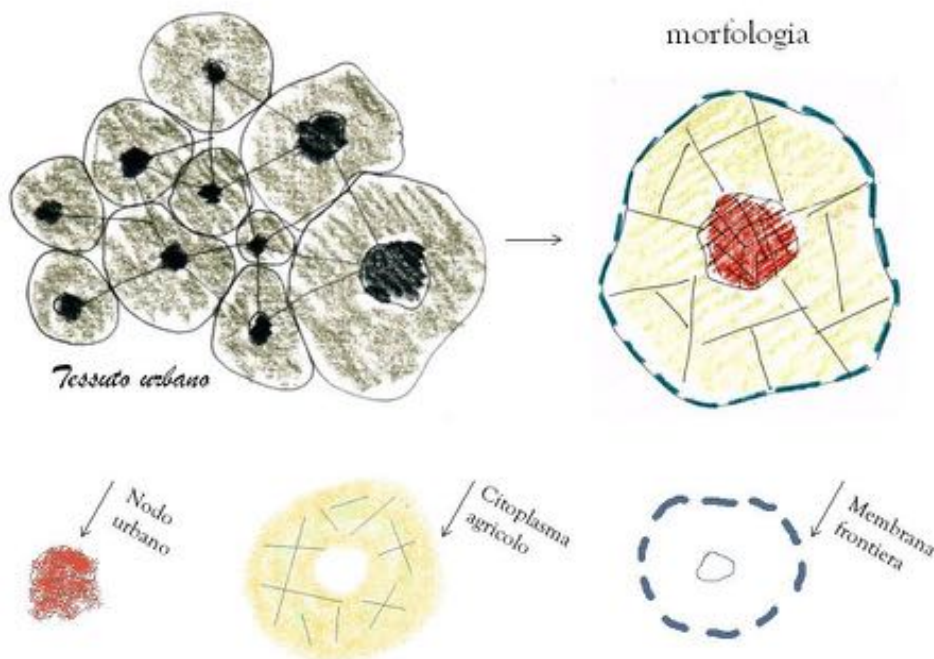 morfologia
Tessuto urbano
Nodo
urbano
Citoplasma
agricolo
Membrana
frontiera